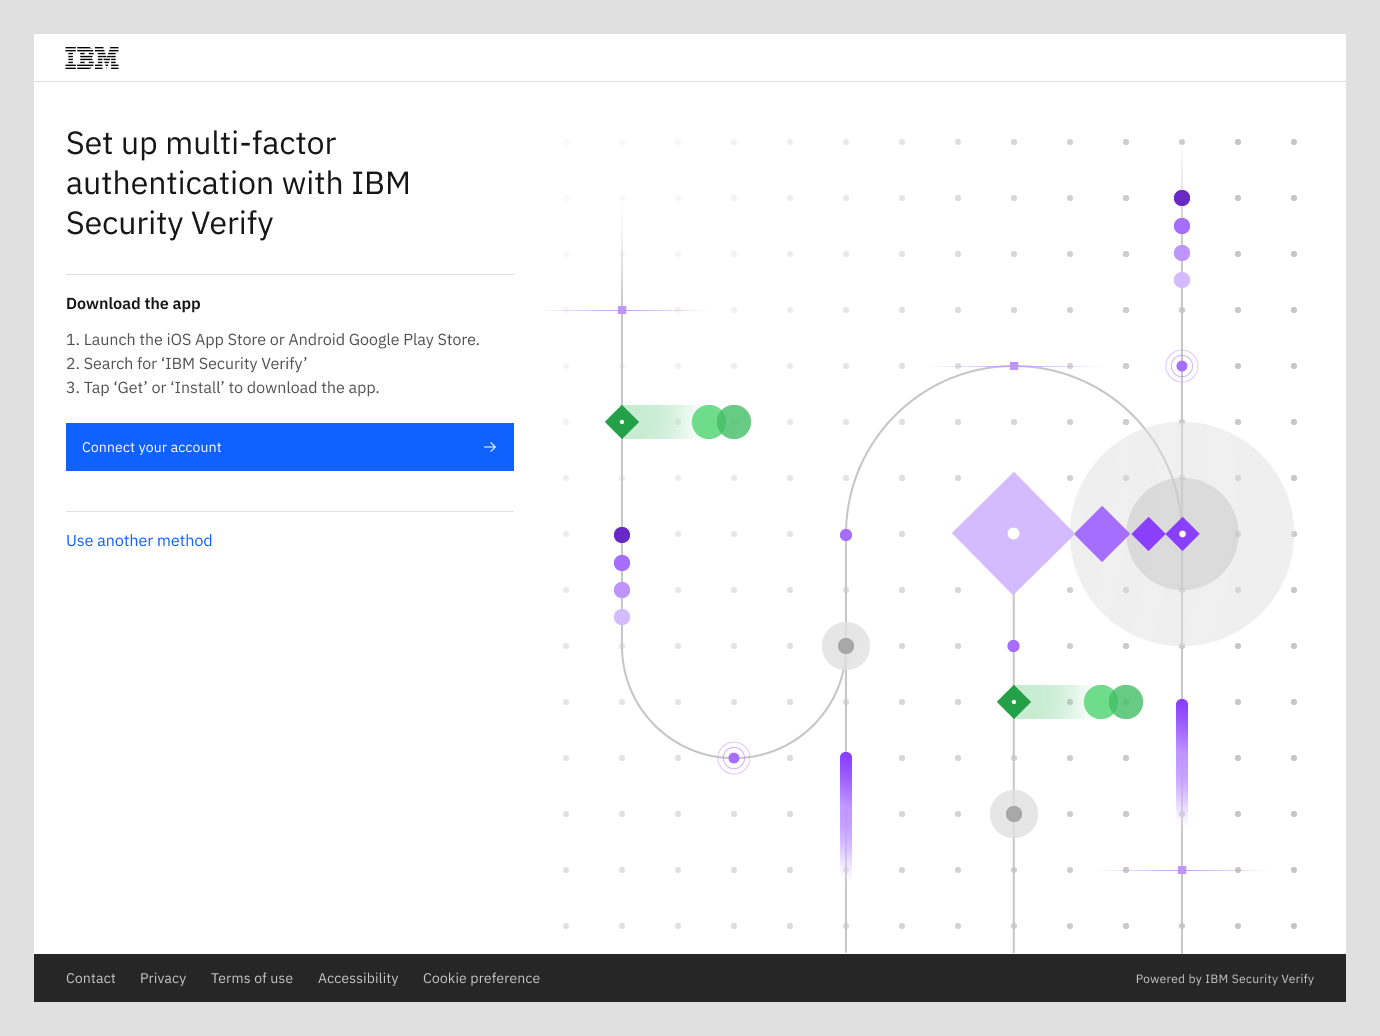 IBM
Set up multi-factor
authentication with IBM
Security Verify
Download the app
1. Launch the iOS App Store or Android Google Play Store.
2. Search for ‘IBM Security Verify’
3. Tap ‘Get’ or ‘Install’ to download the app.
Connect your account
Use another method
Contact Privacy Terms of use Accessibility Cookie preference Powered by IBM Security Verify